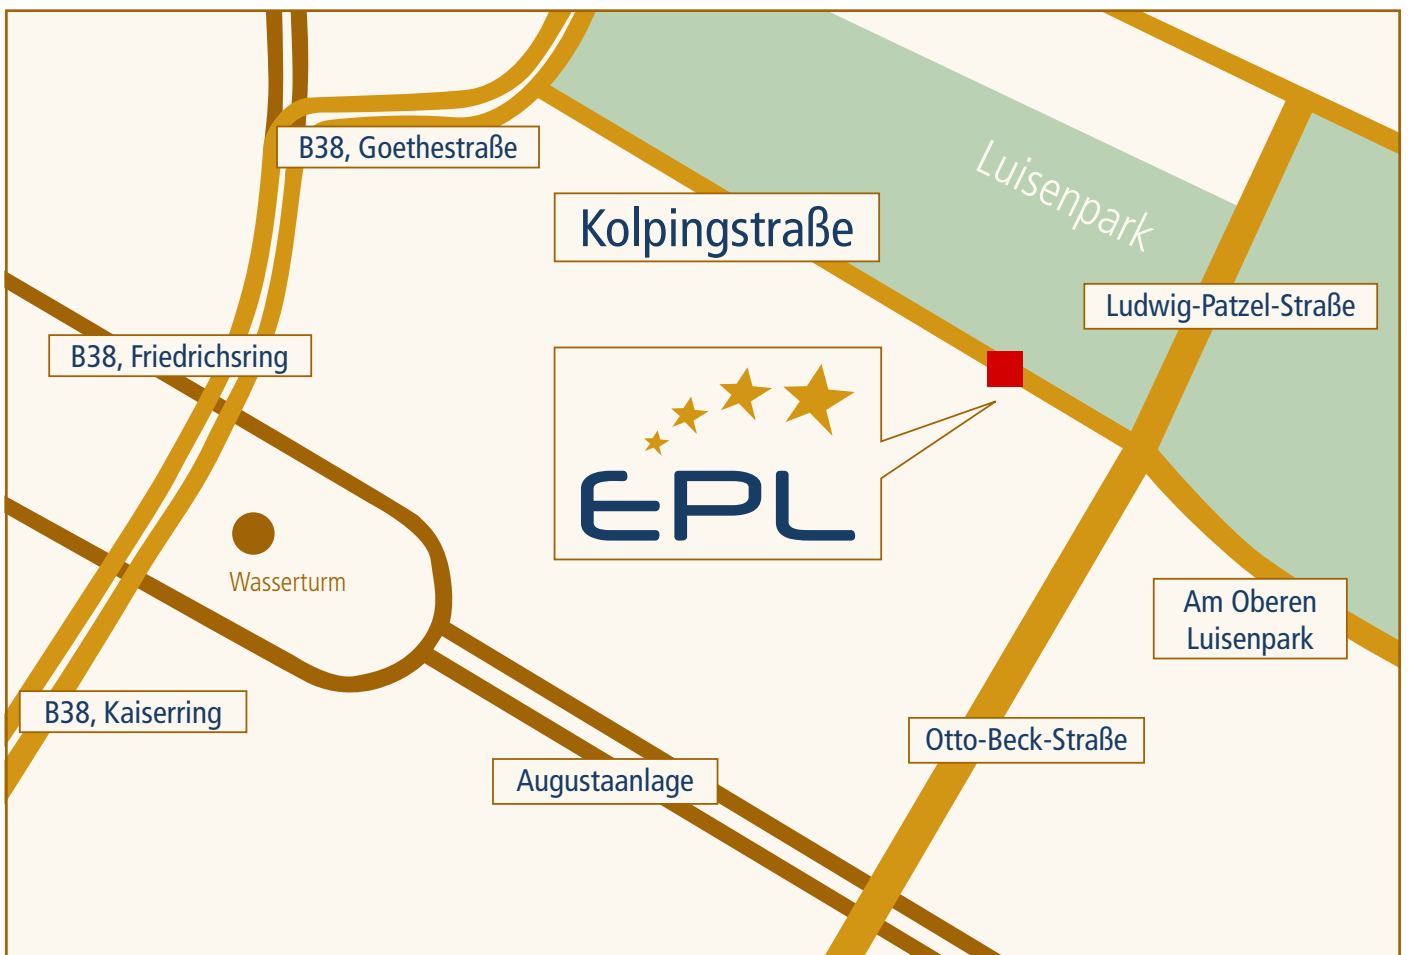 B38, Goethestraße
Luisenpark
Kolpingstraße
Ludwig-Patzel-Straße
B38, Friedrichsring
EPL
Wasserturm
Am Oberen
Luisenpark
B38, Kaiserring
Otto-Beck-Straße
Augustaanlage